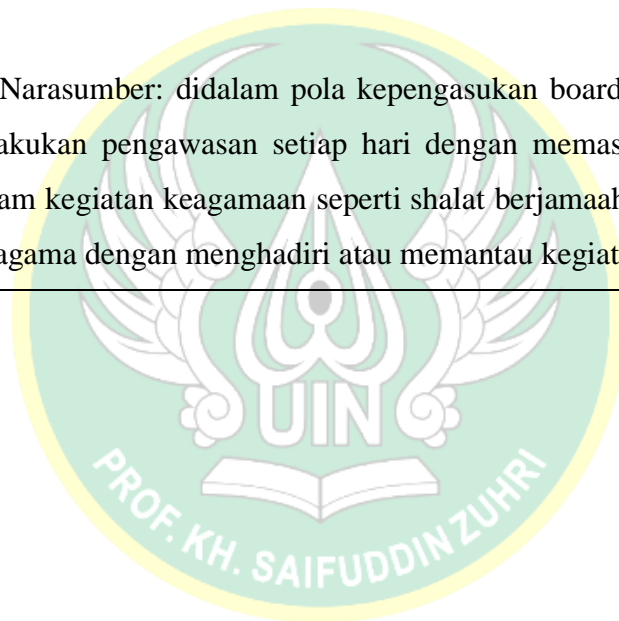 Narasumber: didalam pola kepengasukan board
akukan pengawasan setiap hari dengan memas
am kegiatan keagamaan seperti shalat berjamaah
agama dengan menghadiri atau memantau kegiat
UIN
PROF. KH. SAIFUDDIN ZUHRI